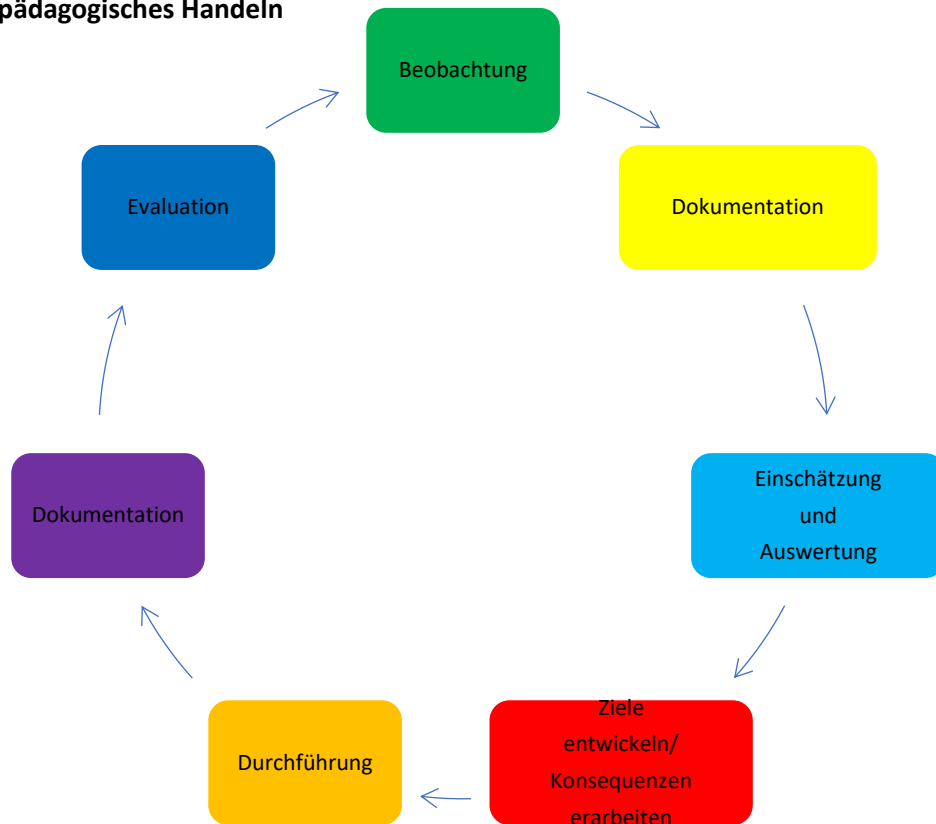 pädagogisches Handeln
Beobachtung
Dokumentation
Einschätzung
und
Auswertung
Ziele
entwickeln/
Konsequenzen
erarbeiten
Durchführung
Dokumentation
Evaluation